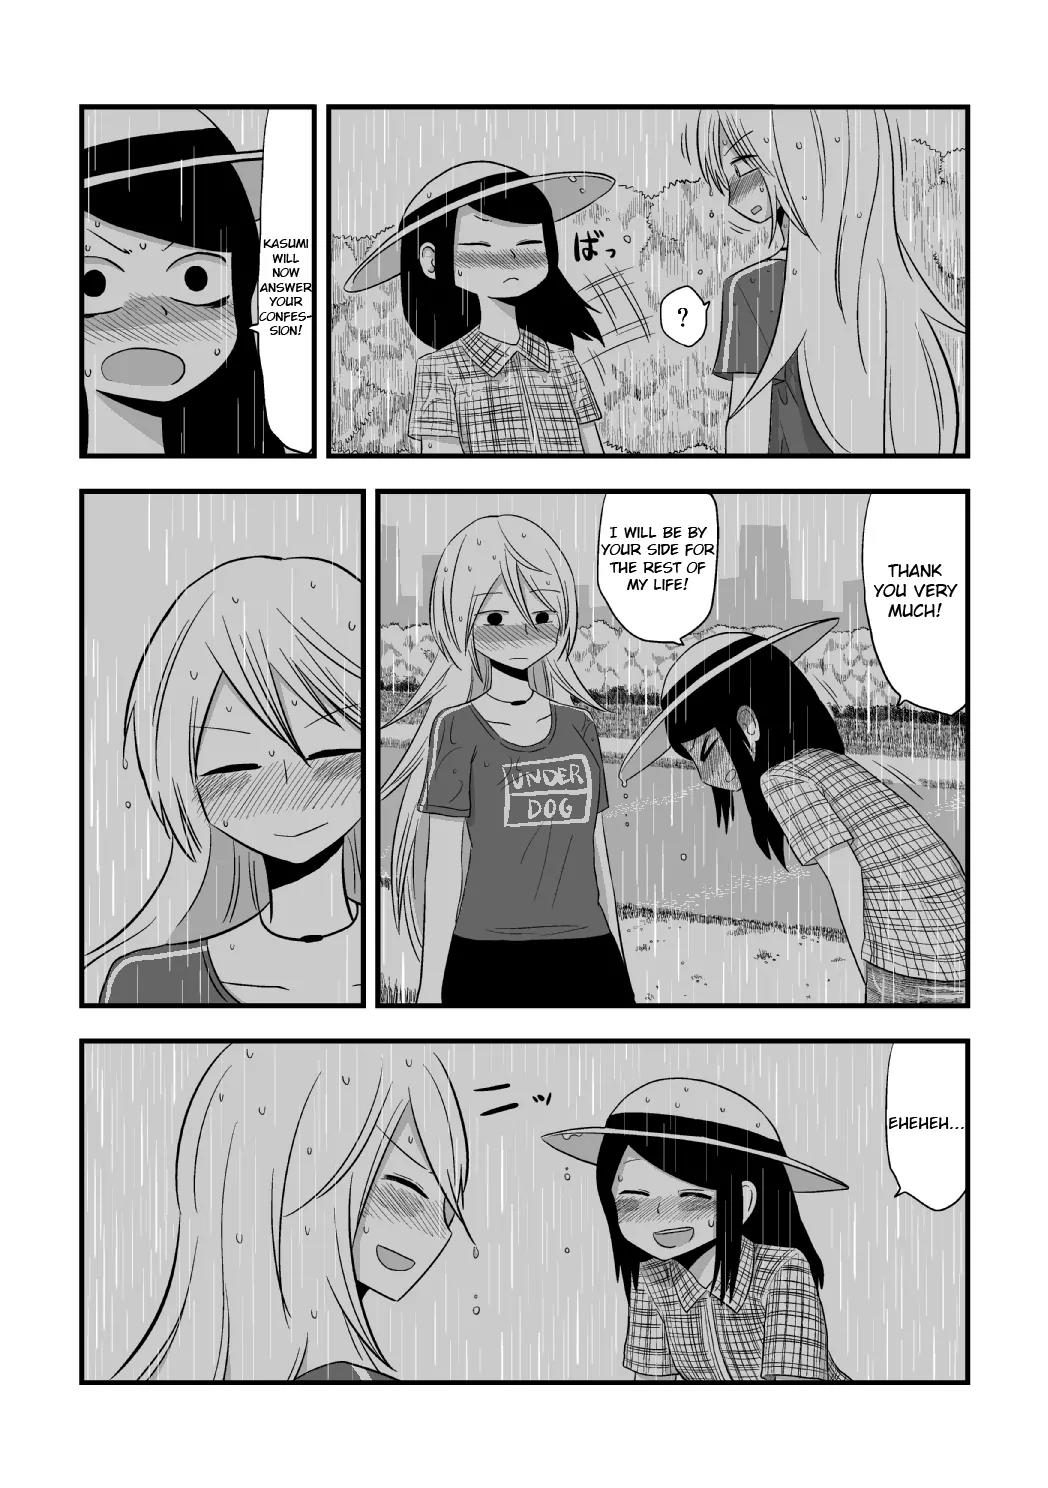 ばっ
?
KASUMI
WILL
NOW
ANSWER
YOUR
CONFES-
SION!
THANK
YOU VERY
MUCH!
I WILL BE BY
YOUR SIDE FOR
THE REST OF
MY LIFE!
UNDER
DOG
EHEHEH...
ニッ